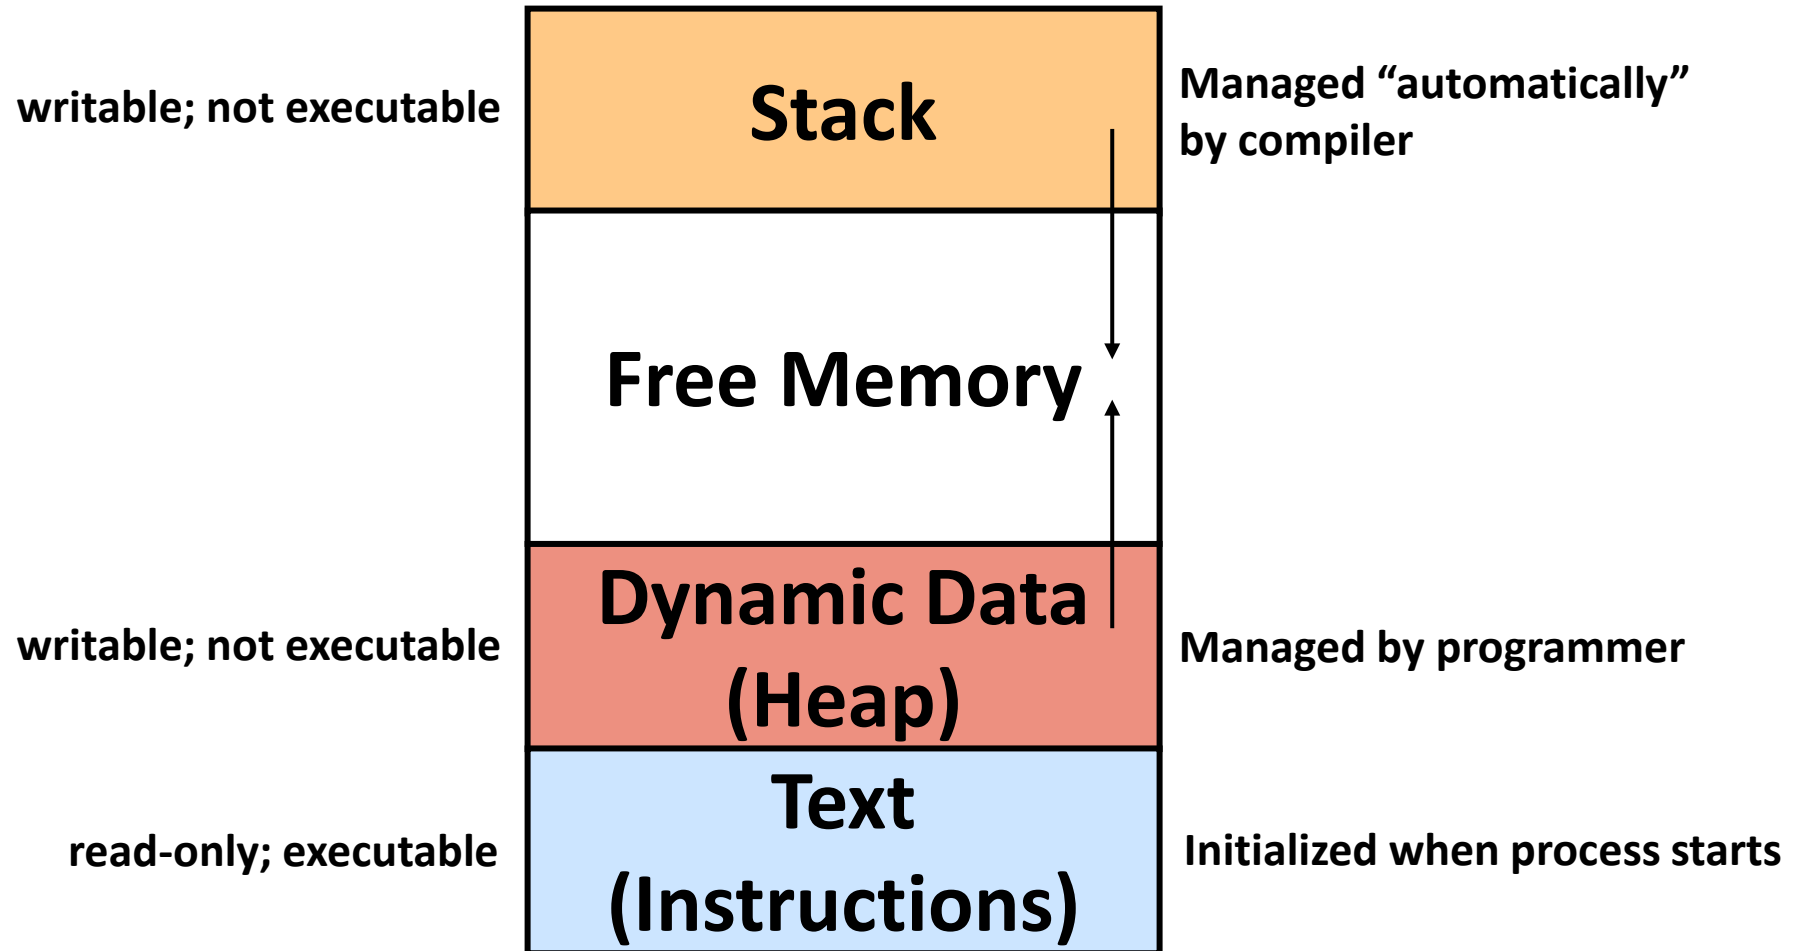 writable; not executable
Stack
Managed “automatically”
by compiler
Free Memory
writable; not executable
Dynamic Data
(Heap)
Managed by programmer
read-only; executable
Text
(Instructions)
Initialized when process starts